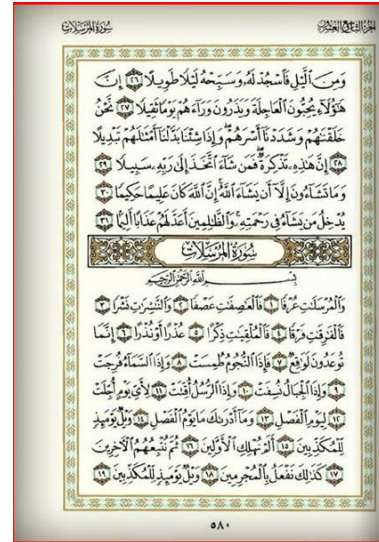 سورة المرسلات
الجزء التاسع والعشرون
وَمِنَ ٱلَّيْلِ فَٱسْجُدْ لَهُۥ وَسَبِّحْهُ لَيْلًا طَوِيلًا ٢٦ إِنَّ
هَٰٓؤُلَآءِ يُحِبُّونَ ٱلْعَاجِلَةَ وَيَذَرُونَ وَرَآءَهُمْ يَوْمًا ثَقِيلًا ٢٧ نَّحْنُ
خَلَقْنَٰهُمْ وَشَدَدْنَآ أَسْرَهُمْ ۖ وَإِذَا شِئْنَا بَدَّلْنَآ أَمْثَٰلَهُمْ تَبْدِيلًا
٢٨ إِنَّ هَٰذِهِۦ تَذْكِرَةٌ ۖ فَمَن شَآءَ ٱتَّخَذَ إِلَىٰ رَبِّهِۦ سَبِيلًا ٢٩
وَمَا تَشَآءُونَ إِلَّآ أَن يَشَآءَ ٱللَّهُ ۚ إِنَّ ٱللَّهَ كَانَ عَلِيمًا حَكِيمًا ٣٠
يُدْخِلُ مَن يَشَآءُ فِى رَحْمَتِهِۦ ۚ وَٱلظَّٰلِمِينَ أَعَدَّ لَهُمْ عَذَابًا أَلِيمًۢا ٣١
سورة المرسلات
بِسْمِ ٱللَّهِ ٱلرَّحْمَٰنِ ٱلرَّحِيمِ
وَٱلْمُرْسَلَٰتِ عُرْفًا ١ فَٱلْعَٰصِفَٰتِ عَصْفًا ٢ وَٱلنَّٰشِرَٰتِ نَشْرًا ٣
فَٱلْفَٰرِقَٰتِ فَرْقًا ٤ فَٱلْمُلْقِيَٰتِ ذِكْرًا ٥ عُذْرًا أَوْ نُذْرًا ٦ إِنَّمَا
تُوعَدُونَ لَوَٰقِعٌ ٧ فَإِذَا ٱلنُّجُومُ طُمِسَتْ ٨ وَإِذَا ٱلسَّمَآءُ فُرِجَتْ
٩ وَإِذَا ٱلْجِبَالُ نُسِفَتْ ١٠ وَإِذَا ٱلرُّسُلُ أُقِّتَتْ ١١ لِأَىِّ يَوْمٍ أُجِّلَتْ
١٢ لِيَوْمِ ٱلْفَصْلِ ١٣ وَمَآ أَدْرَىٰكَ مَا يَوْمُ ٱلْفَصْلِ ١٤ وَيْلٌ يَوْمَئِذٍ
لِّلْمُكَذِّبِينَ ١٥ أَلَمْ نُهْلِكِ ٱلْأَوَّلِينَ ١٦ ثُمَّ نُتْبِعُهُمُ ٱلْءَاخِرِينَ
١٧ كَذَٰلِكَ نَفْعَلُ بِٱلْمُجْرِمِينَ ١٨ وَيْلٌ يَوْمَئِذٍ لِّلْمُكَذِّبِينَ ١٩
٥٨٠